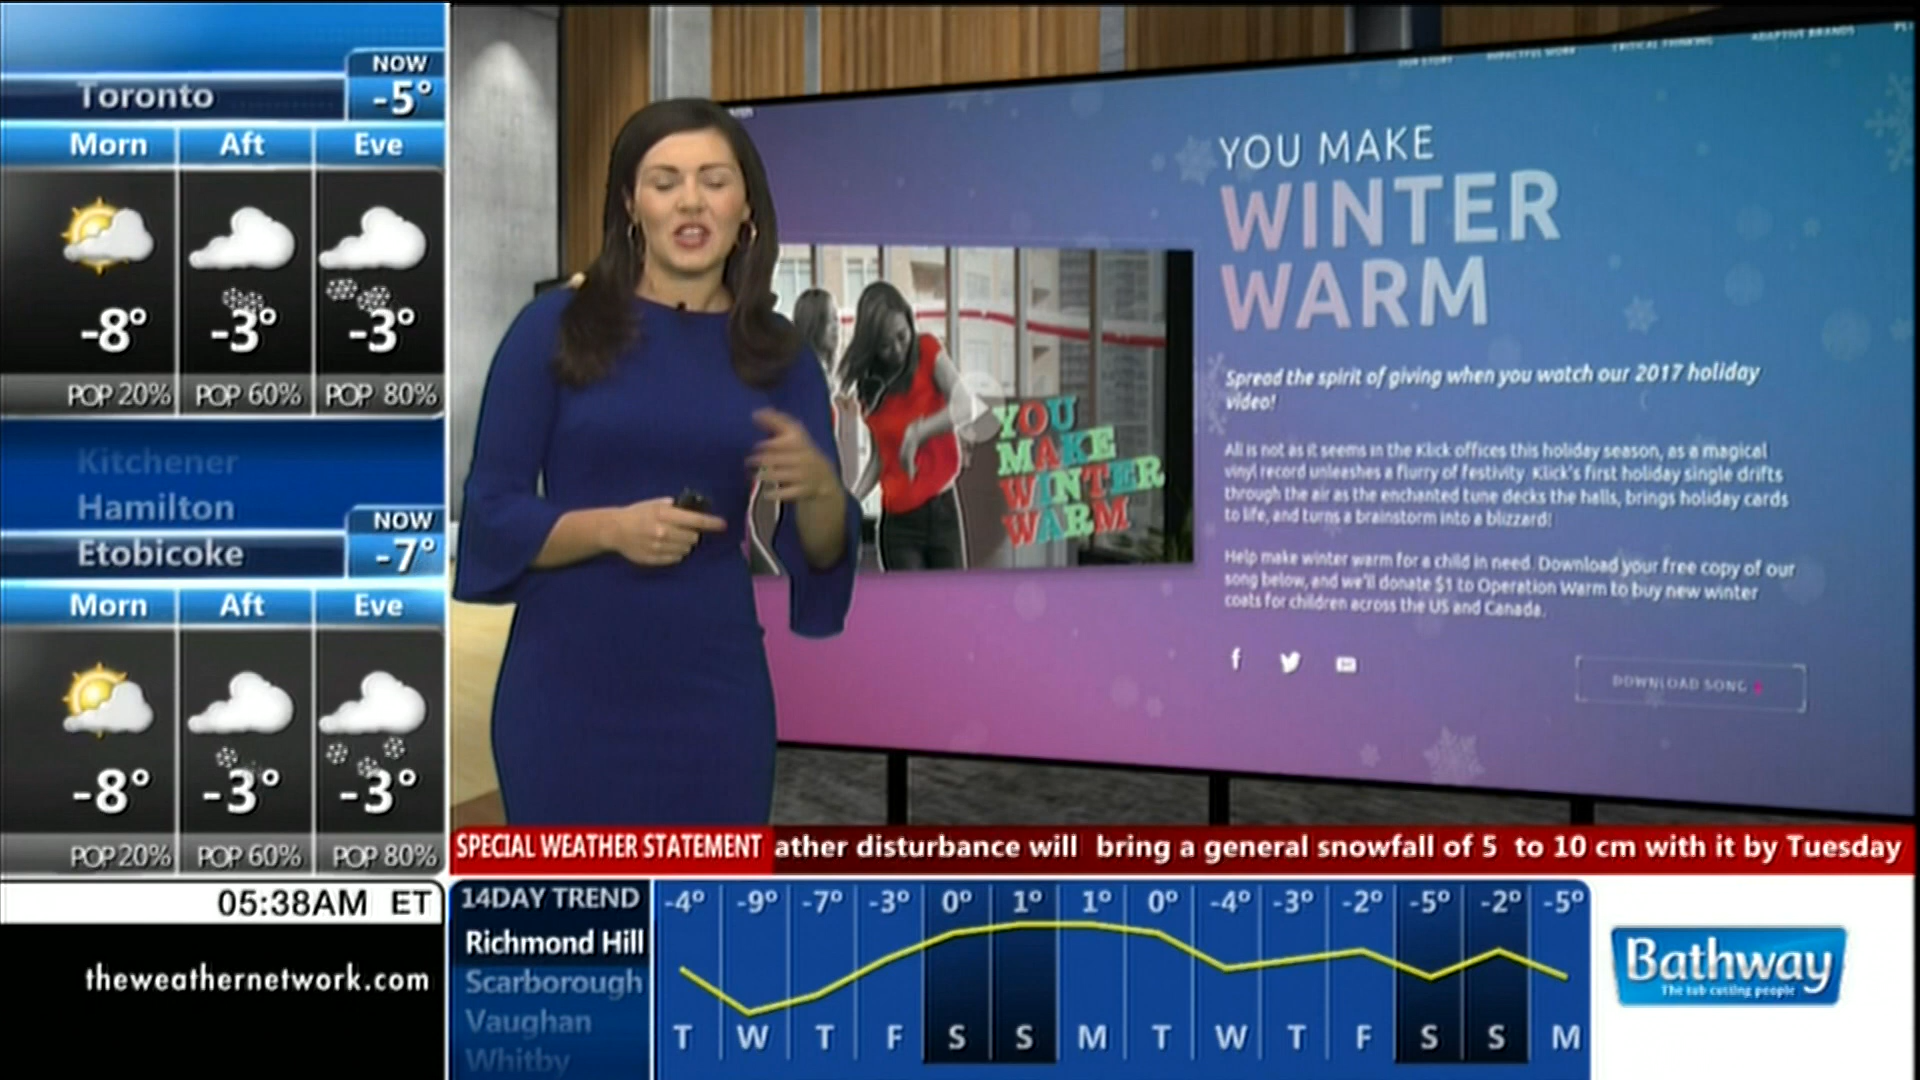 Toronto
NOW
-5°
Morn Aft Eve
-8° -3° -3°
POP 20% POP 60% POP 80%
Kitchener
Hamilton
Etobicoke
NOW
-7°
Morn Aft Eve
-8° -3° -3°
POP 20% POP 60% POP 80%
05:38AM ET
theweathernetwork.com
OUR STORY IMPACTFUL WORK CRITICAL THINKING ADAPTIVE BRANDS
YOU MAKE
WINTER
WARM
Spread the spirit of giving when you watch our 2017 holiday
video!
All is not as it seems in the Klick offices this holiday season, as a magical
vinyl record unleashes a flurry of festivity. Klick's first holiday single drifts
through the air as the enchanted tune decks the halls, brings holiday cards
to life, and turns a brainstorm into a blizzard!
Help make winter warm for a child in need. Download your free copy of our
song below, and we'll donate $1 to Operation Warm to buy new winter
coats for children across the US and Canada.
DOWNLOAD SONG
YOU
MAKE
WINTER
WARM
SPECIAL WEATHER STATEMENT ather disturbance will bring a general snowfall of 5 to 10 cm with it by Tuesday
14DAY TREND
Richmond Hill
Scarborough
Vaughan
Whitby
-4° -9° -7° -3° 0° 1° 1° 0° -4° -3° -2° -5° -2° -5°
T W T F S S M T W T F S S M
Bathway
The tub cutting people